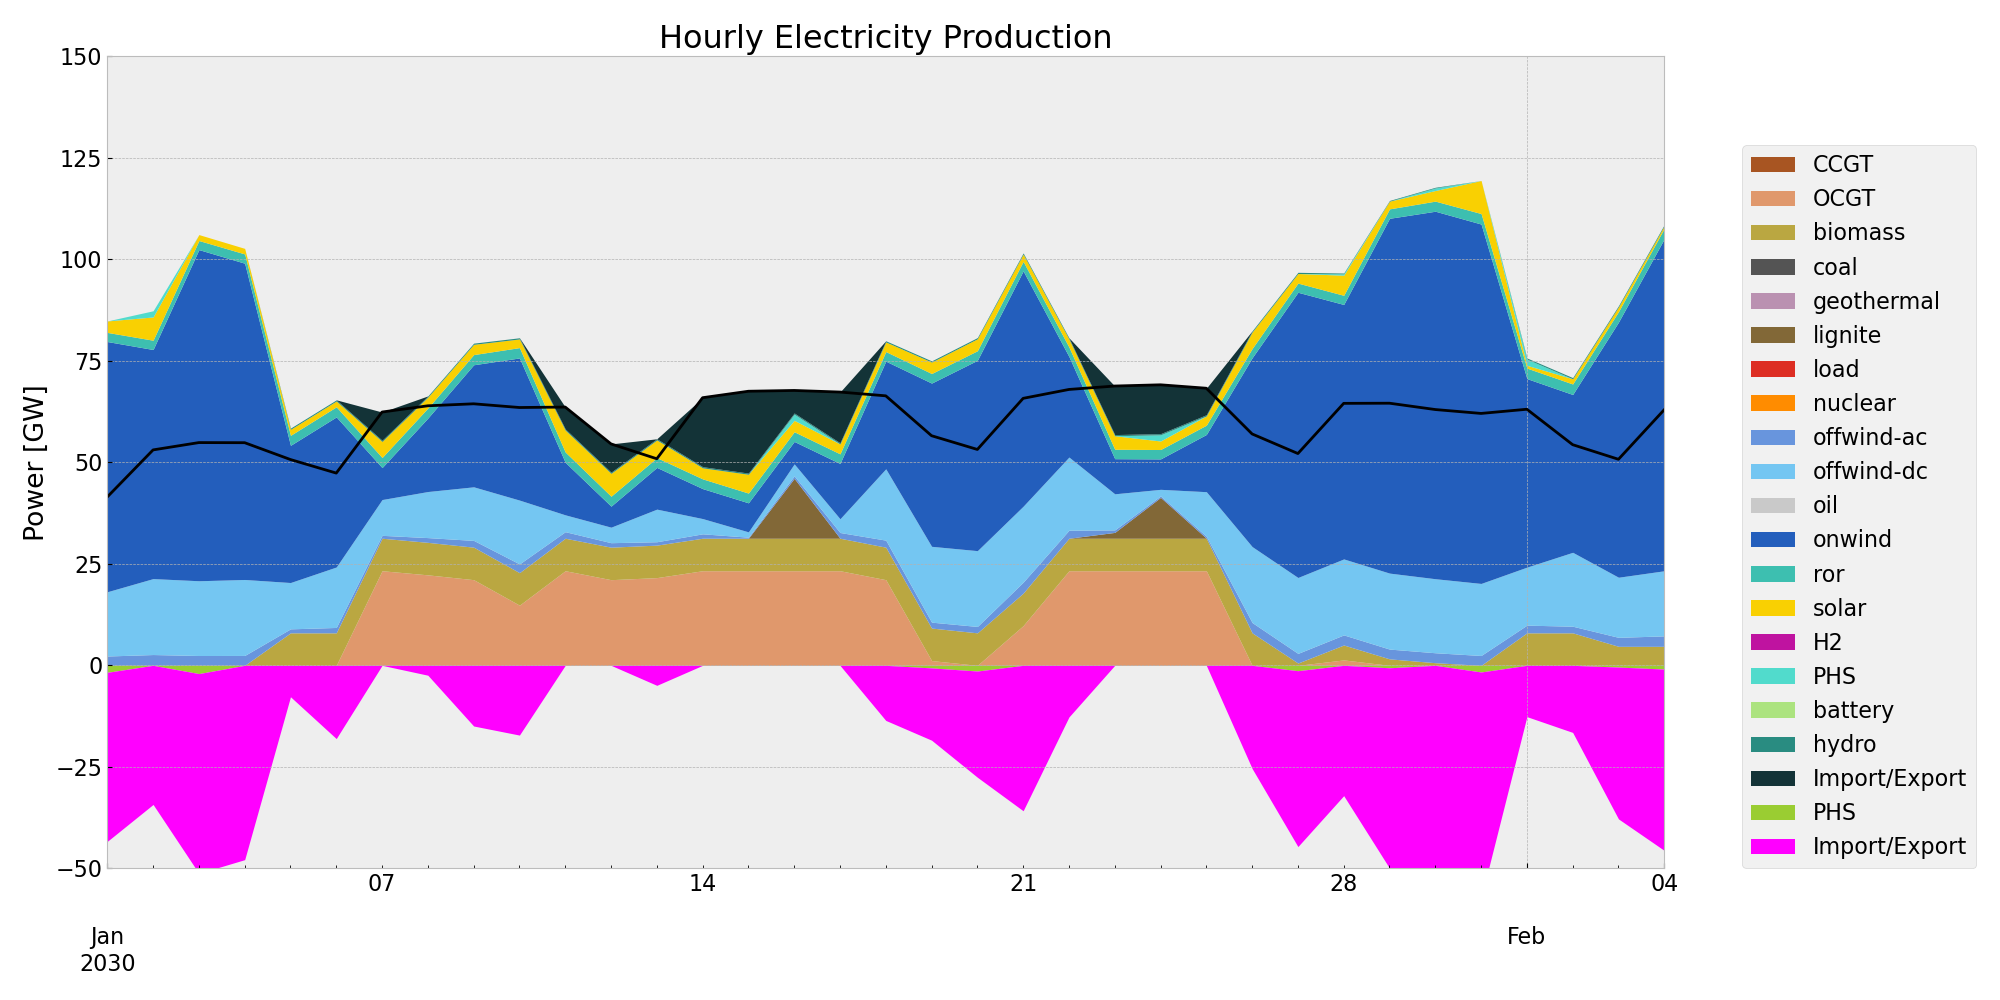 Hourly Electricity Production
Power [GW]
150
125
100
75
50
25
0
−25
−50
07
14
21
28
04
Jan
2030
Feb
CCGT
OCGT
biomass
coal
geothermal
lignite
load
nuclear
offwind-ac
offwind-dc
oil
onwind
ror
solar
H2
PHS
battery
hydro
Import/Export
PHS
Import/Export